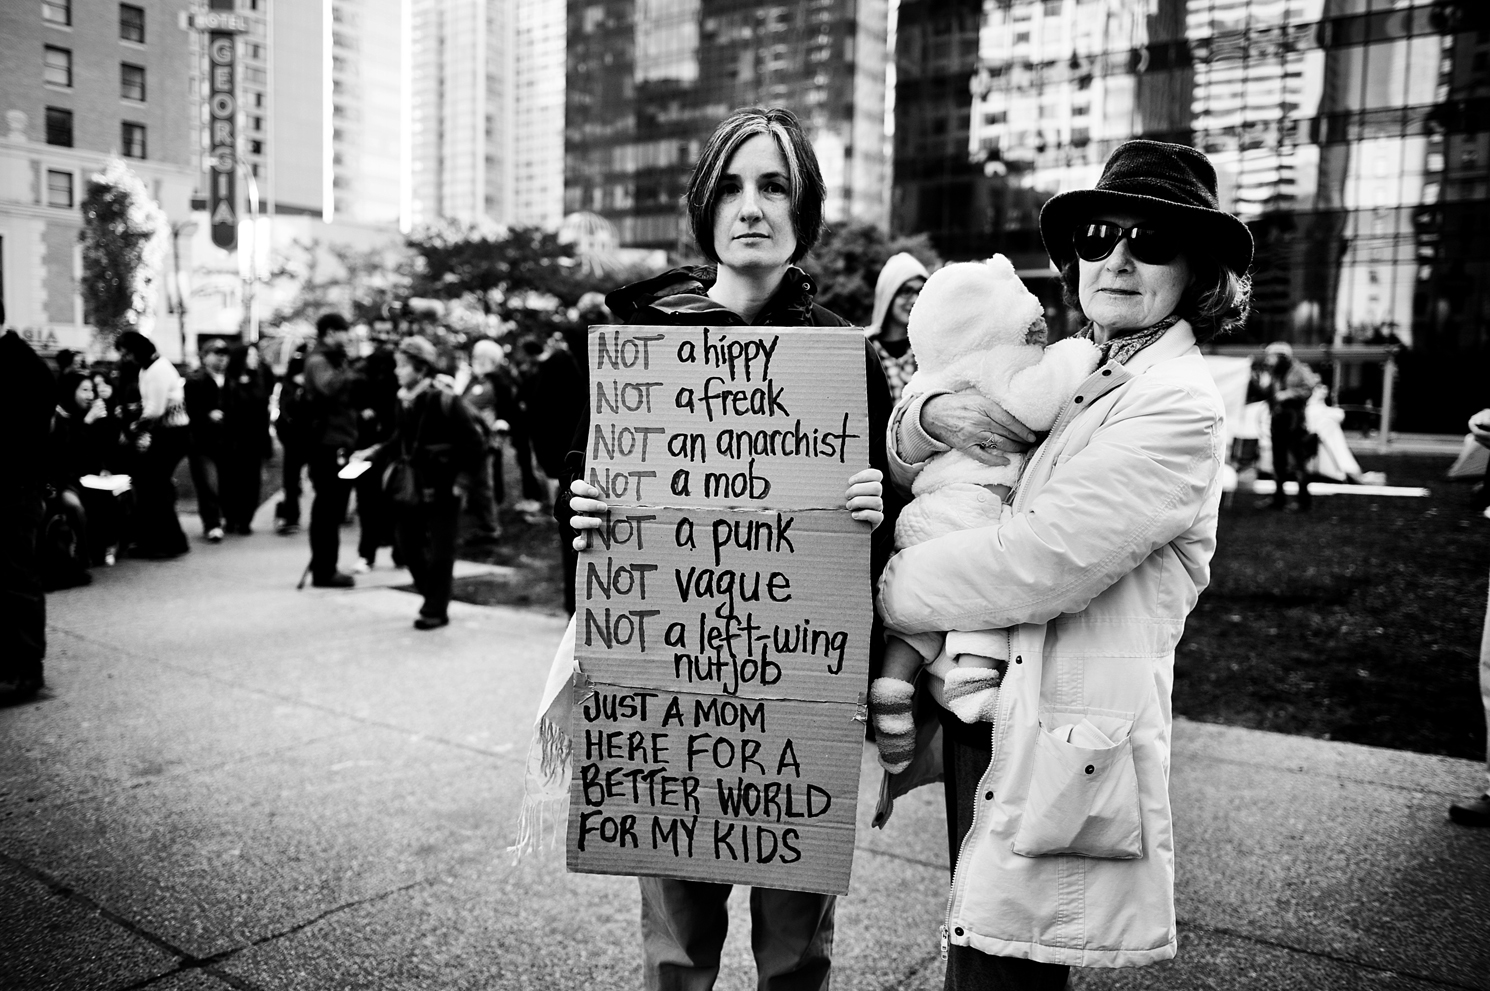 HOTEL
GEORGIA
NOT a hippy
NOT a freak
NOT an anarchist
NOT a mob
NOT a punk
NOT vague
NOT a left-wing
nutjob
JUST A MOM
HERE FOR A
BETTER WORLD
FOR MY KIDS